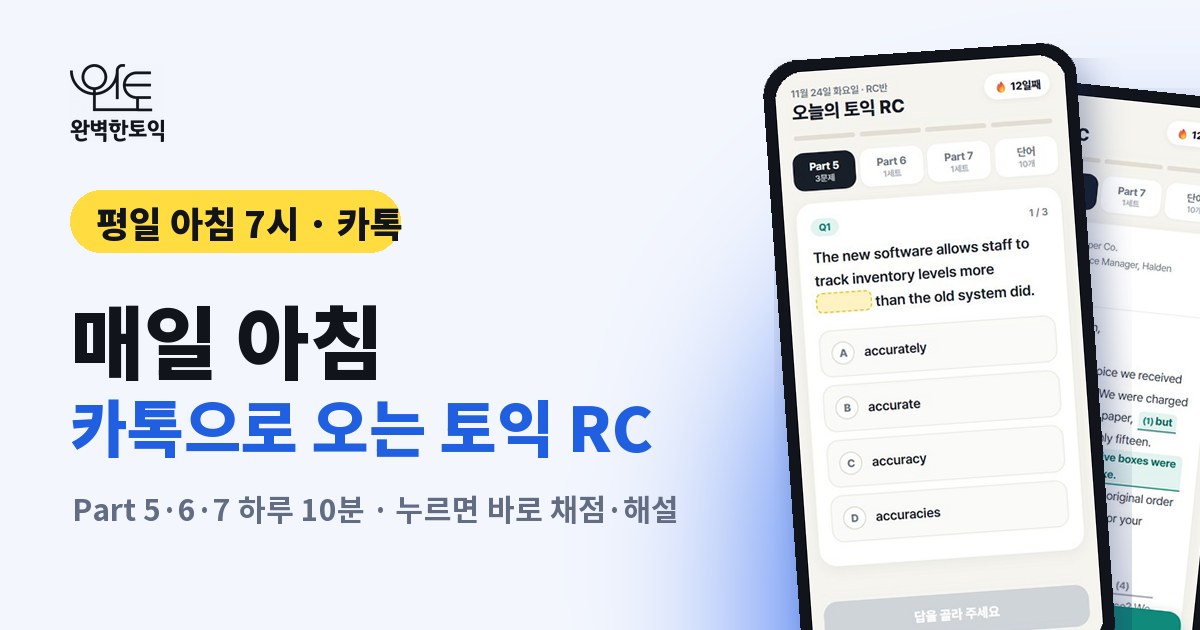 완토
완벽한토익
평일 아침 7시 · 카톡
매일 아침
카톡으로 오는 토익 RC
Part 5·6·7 하루 10분 · 누르면 바로 채점·해설
11월 24일 화요일 · RC반
오늘의 토익 RC
🔥 12일째
Part 5
3문제
Part 6
1세트
Part 7
1세트
단어
10개
Q1
1 / 3
The new software allows staff to
track inventory levels more
than the old system did.
A accurately
B accurate
C accuracy
D accuracies
답을 골라 주세요
C
Part 7
1세트
Co.
Manager, Halden
we received
We were charged
paper, (1) but
fifteen.
boxes were
original order
or your
(4)